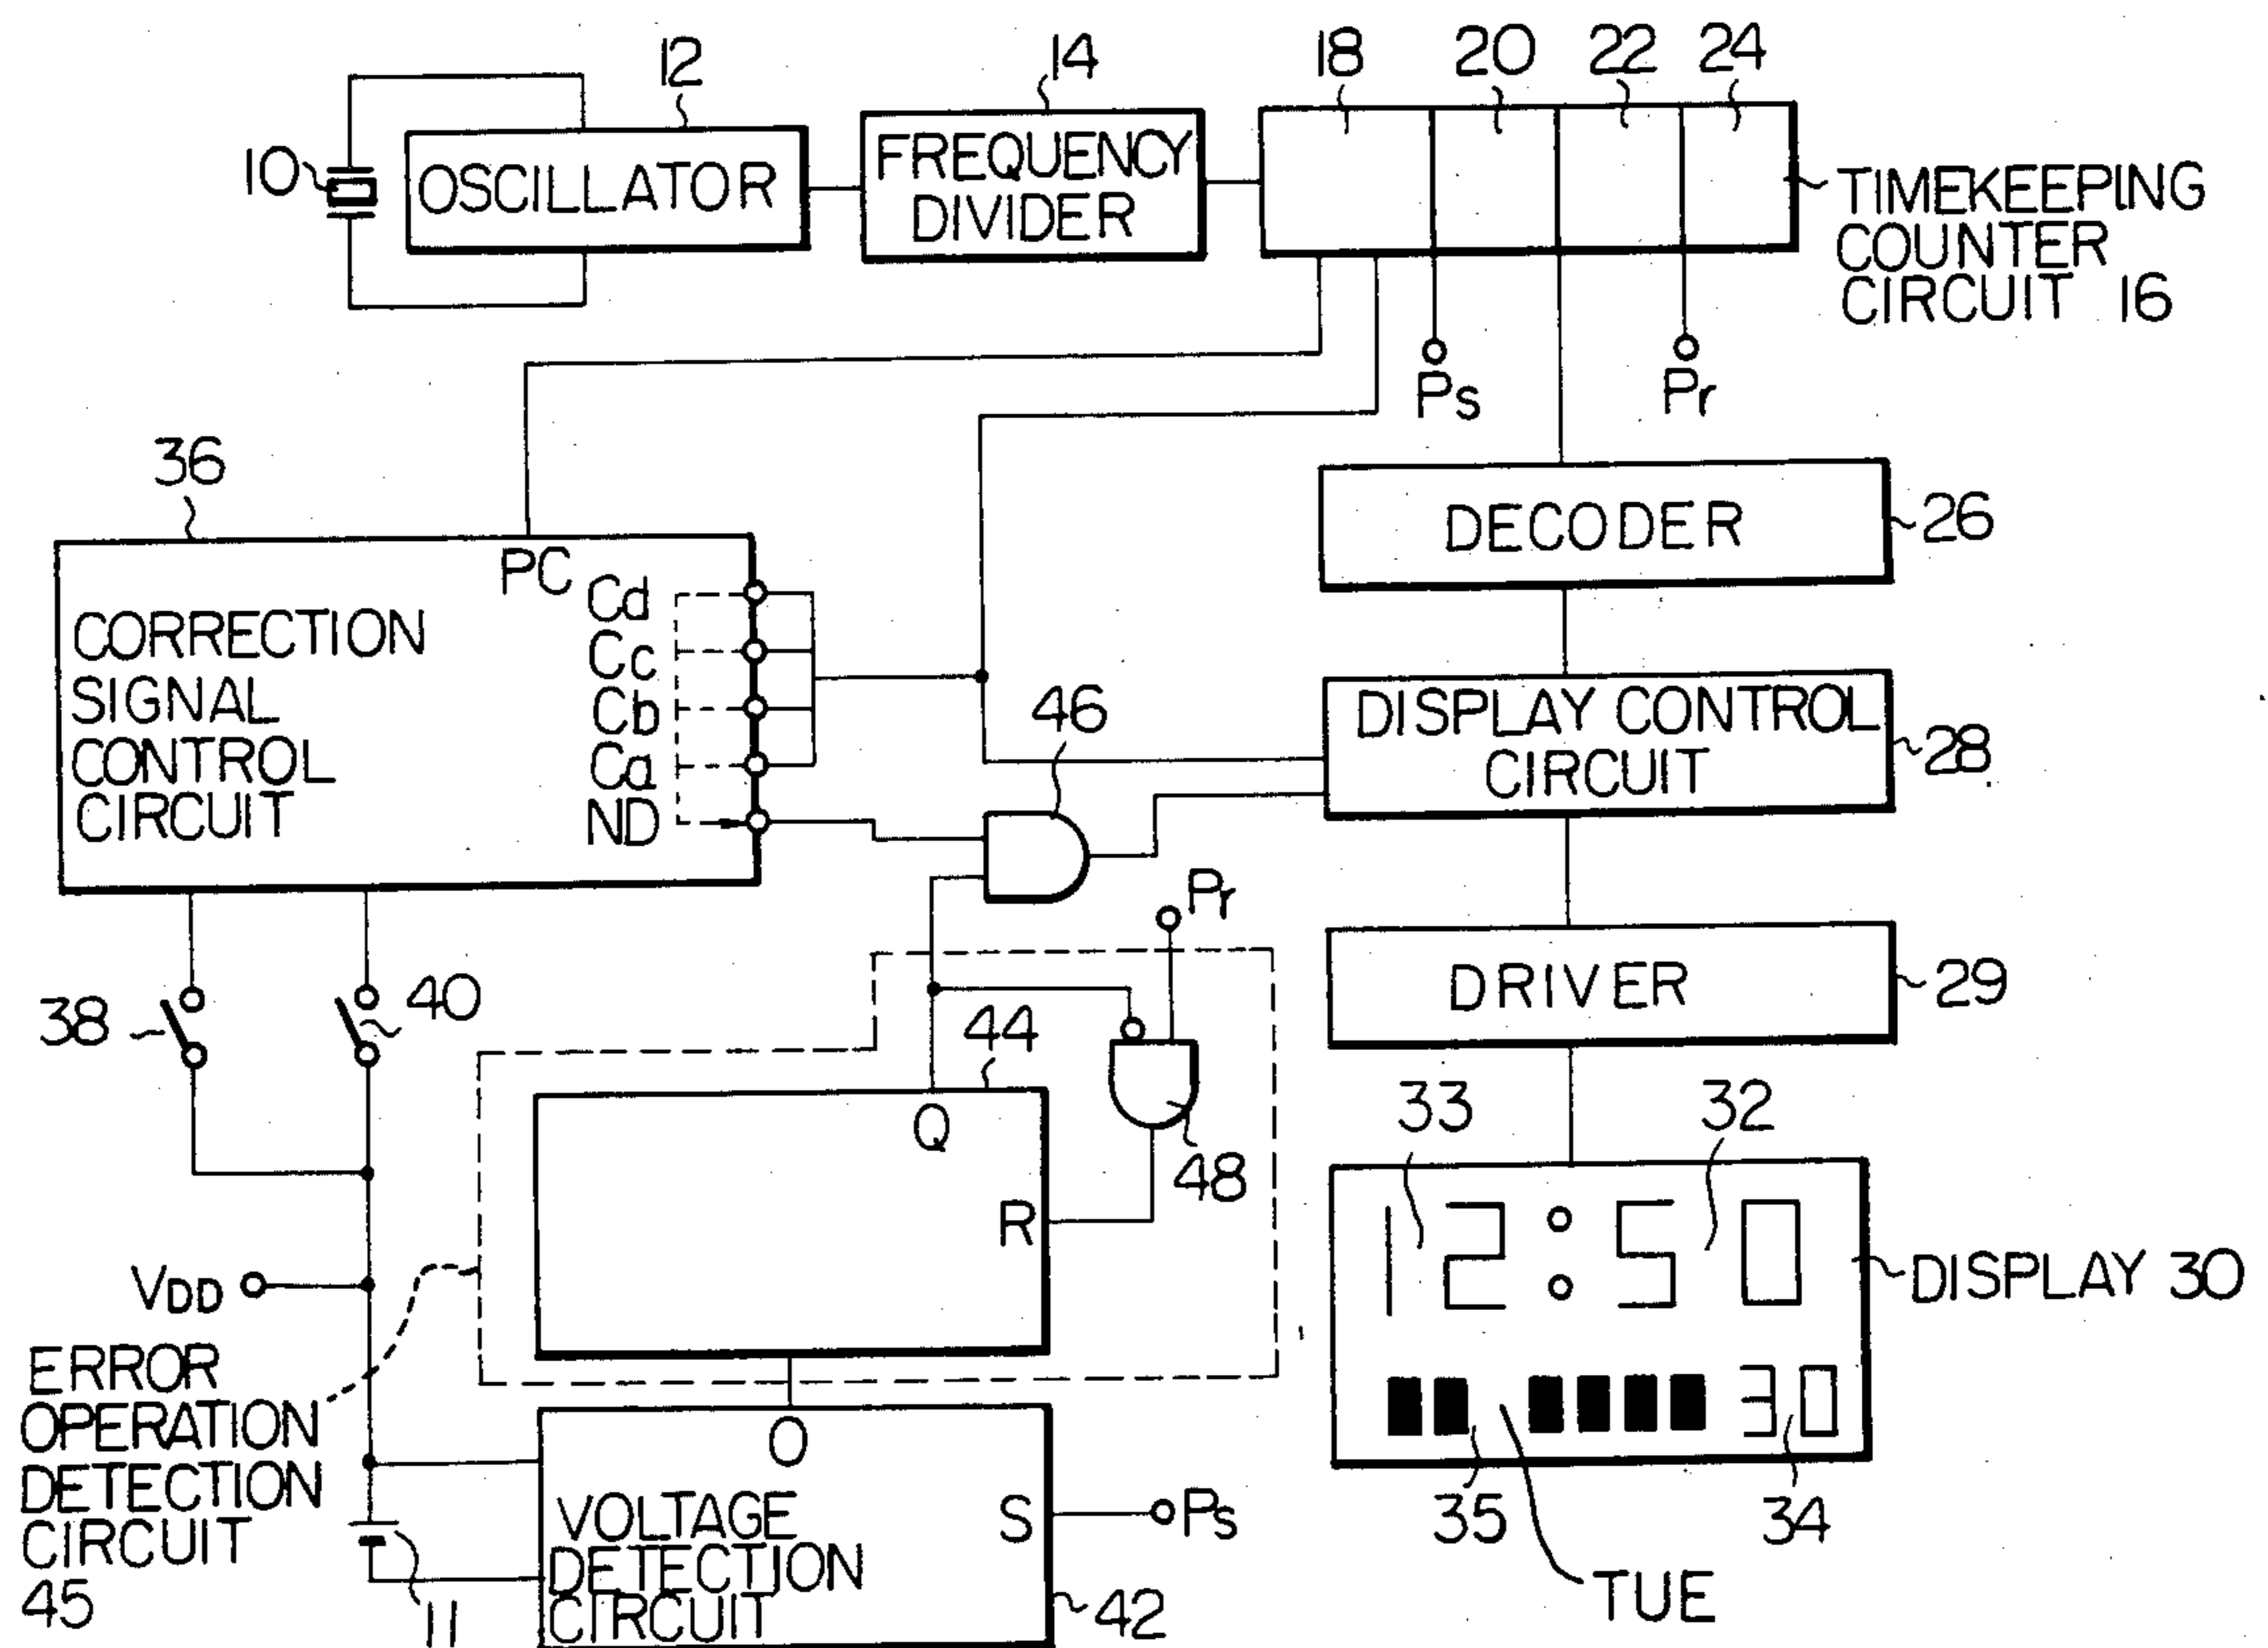 12
14
18
20
22
24
10
OSCILLATOR
FREQUENCY
DIVIDER
TIMEKEEPING
COUNTER
CIRCUIT 16
Ps
Pr
36
DECODER
26
PC
Cd
Cc
Cb
Ca
ND
CORRECTION
SIGNAL
CONTROL
CIRCUIT
46
DISPLAY CONTROL
CIRCUIT
28
Pr
38
40
44
DRIVER
29
Q
R
48
33
32
12:50
DISPLAY 30
30
35
34
TUE
VDD
ERROR
OPERATION
DETECTION
CIRCUIT
45
11
O
VOLTAGE
DETECTION
CIRCUIT
S
Ps
42